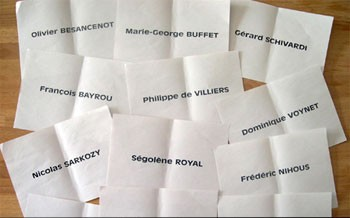 Olivier BESANCENOT
Marie-George BUFFET
Gérard SCHIVARDI
François BAYROU
Philippe de VILLIERS
Dominique VOYNET
Nicolas SARKOZY
Ségolène ROYAL
Frédéric NIHOUS